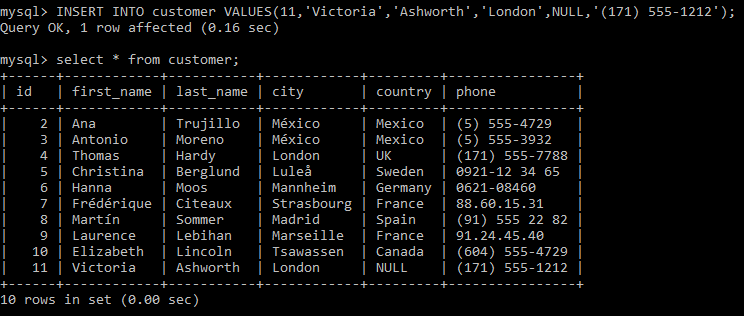 mysql> INSERT INTO customer VALUES(11,'Victoria','Ashworth','London',NULL,'(171) 555-1212');
Query OK, 1 row affected (0.16 sec)
mysql> select * from customer;
+------+------------+-----------+------------+---------+----------------+
| id   | first_name | last_name | city       | country | phone          |
+------+------------+-----------+------------+---------+----------------+
|    2 | Ana        | Trujillo  | México     | Mexico  | (5) 555-4729   |
|    3 | Antonio    | Moreno    | México     | Mexico  | (5) 555-3932   |
|    4 | Thomas     | Hardy     | London     | UK      | (171) 555-7788 |
|    5 | Christina  | Berglund  | Luleå      | Sweden  | 0921-12 34 65  |
|    6 | Hanna      | Moos      | Mannheim   | Germany | 0621-08460     |
|    7 | Frédérique | Citeaux   | Strasbourg | France  | 88.60.15.31    |
|    8 | Martín     | Sommer    | Madrid     | Spain   | (91) 555 22 82 |
|    9 | Laurence   | Lebihan   | Marseille  | France  | 91.24.45.40    |
|   10 | Elizabeth  | Lincoln   | Tsawassen  | Canada  | (604) 555-4729 |
|   11 | Victoria   | Ashworth  | London     | NULL    | (171) 555-1212 |
+------+------------+-----------+------------+---------+----------------+
10 rows in set (0.00 sec)